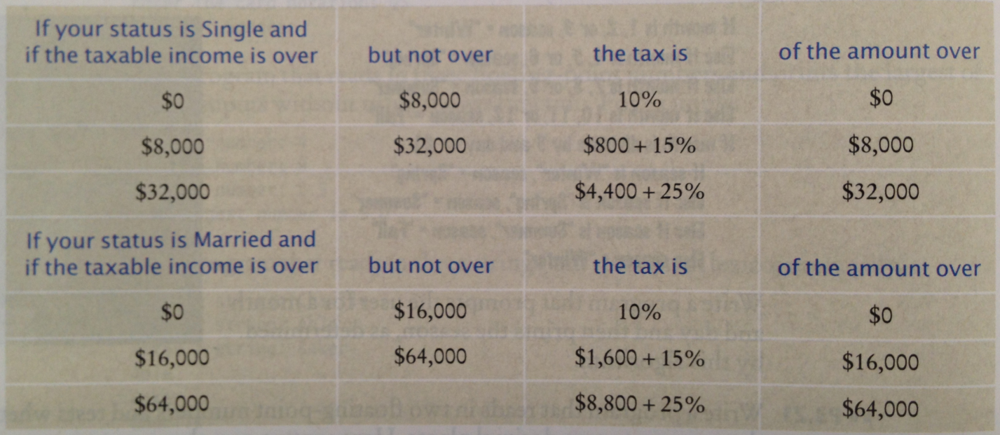 If your status is Single and
if the taxable income is over but not over the tax is of the amount over
$0 $8,000 10% $0
$8,000 $32,000 $800 + 15% $8,000
$32,000 $4,400 + 25% $32,000
If your status is Married and
if the taxable income is over but not over the tax is of the amount over
$0 $16,000 10% $0
$16,000 $64,000 $1,600 + 15% $16,000
$64,000 $8,800 + 25% $64,000